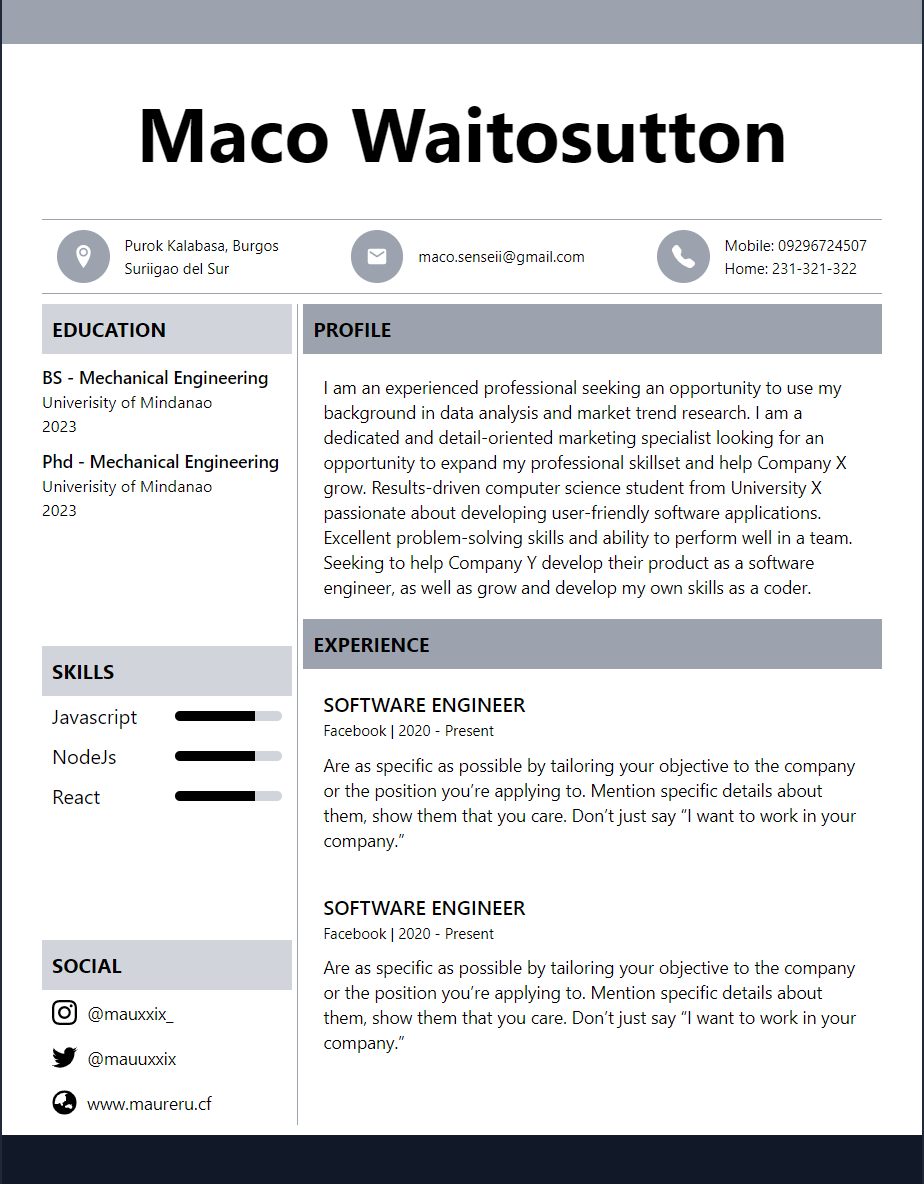 Maco Waitosutton
Purok Kalabasa, Burgos
Suriigao del Sur
maco.senseii@gmail.com
Mobile: 09296724507
Home: 231-321-322
EDUCATION
BS - Mechanical Engineering
Univerisity of Mindanao
2023
Phd - Mechanical Engineering
Univerisity of Mindanao
2023
SKILLS
Javascript
NodeJs
React
SOCIAL
@mauxxix_
@mauuxxix
www.maureru.cf
PROFILE
I am an experienced professional seeking an opportunity to use my
background in data analysis and market trend research. I am a
dedicated and detail-oriented marketing specialist looking for an
opportunity to expand my professional skillset and help Company X
grow. Results-driven computer science student from University X
passionate about developing user-friendly software applications.
Excellent problem-solving skills and ability to perform well in a team.
Seeking to help Company Y develop their product as a software
engineer, as well as grow and develop my own skills as a coder.
EXPERIENCE
SOFTWARE ENGINEER
Facebook | 2020 - Present
Are as specific as possible by tailoring your objective to the company
or the position you’re applying to. Mention specific details about
them, show them that you care. Don’t just say “I want to work in your
company.”
SOFTWARE ENGINEER
Facebook | 2020 - Present
Are as specific as possible by tailoring your objective to the company
or the position you’re applying to. Mention specific details about
them, show them that you care. Don’t just say “I want to work in your
company.”